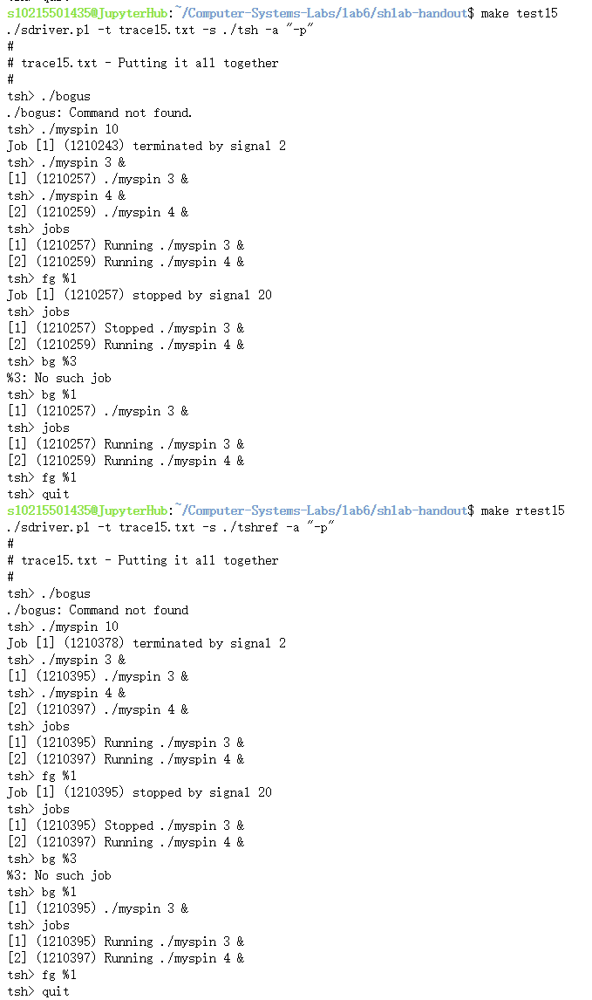 s10215501435@JupyterHub:~/Computer-Systems-Labs/lab6/shlab-handout$ make test15
./sdriver.pl -t trace15.txt -s ./tsh -a "-p"
#
# trace15.txt - Putting it all together
#
tsh> ./bogus
./bogus: Command not found.
tsh> ./myspin 10
Job [1] (1210243) terminated by signal 2
tsh> ./myspin 3 &
[1] (1210257) ./myspin 3 &
tsh> ./myspin 4 &
[2] (1210259) ./myspin 4 &
tsh> jobs
[1] (1210257) Running ./myspin 3 &
[2] (1210259) Running ./myspin 4 &
tsh> fg %1
Job [1] (1210257) stopped by signal 20
tsh> jobs
[1] (1210257) Stopped ./myspin 3 &
[2] (1210259) Running ./myspin 4 &
tsh> bg %3
%3: No such job
tsh> bg %1
[1] (1210257) ./myspin 3 &
tsh> jobs
[1] (1210257) Running ./myspin 3 &
[2] (1210259) Running ./myspin 4 &
tsh> fg %1
tsh> quit
s10215501435@JupyterHub:~/Computer-Systems-Labs/lab6/shlab-handout$ make rtest15
./sdriver.pl -t trace15.txt -s ./tshref -a "-p"
#
# trace15.txt - Putting it all together
#
tsh> ./bogus
./bogus: Command not found
tsh> ./myspin 10
Job [1] (1210378) terminated by signal 2
tsh> ./myspin 3 &
[1] (1210395) ./myspin 3 &
tsh> ./myspin 4 &
[2] (1210397) ./myspin 4 &
tsh> jobs
[1] (1210395) Running ./myspin 3 &
[2] (1210397) Running ./myspin 4 &
tsh> fg %1
Job [1] (1210395) stopped by signal 20
tsh> jobs
[1] (1210395) Stopped ./myspin 3 &
[2] (1210397) Running ./myspin 4 &
tsh> bg %3
%3: No such job
tsh> bg %1
[1] (1210395) ./myspin 3 &
tsh> jobs
[1] (1210395) Running ./myspin 3 &
[2] (1210397) Running ./myspin 4 &
tsh> fg %1
tsh> quit